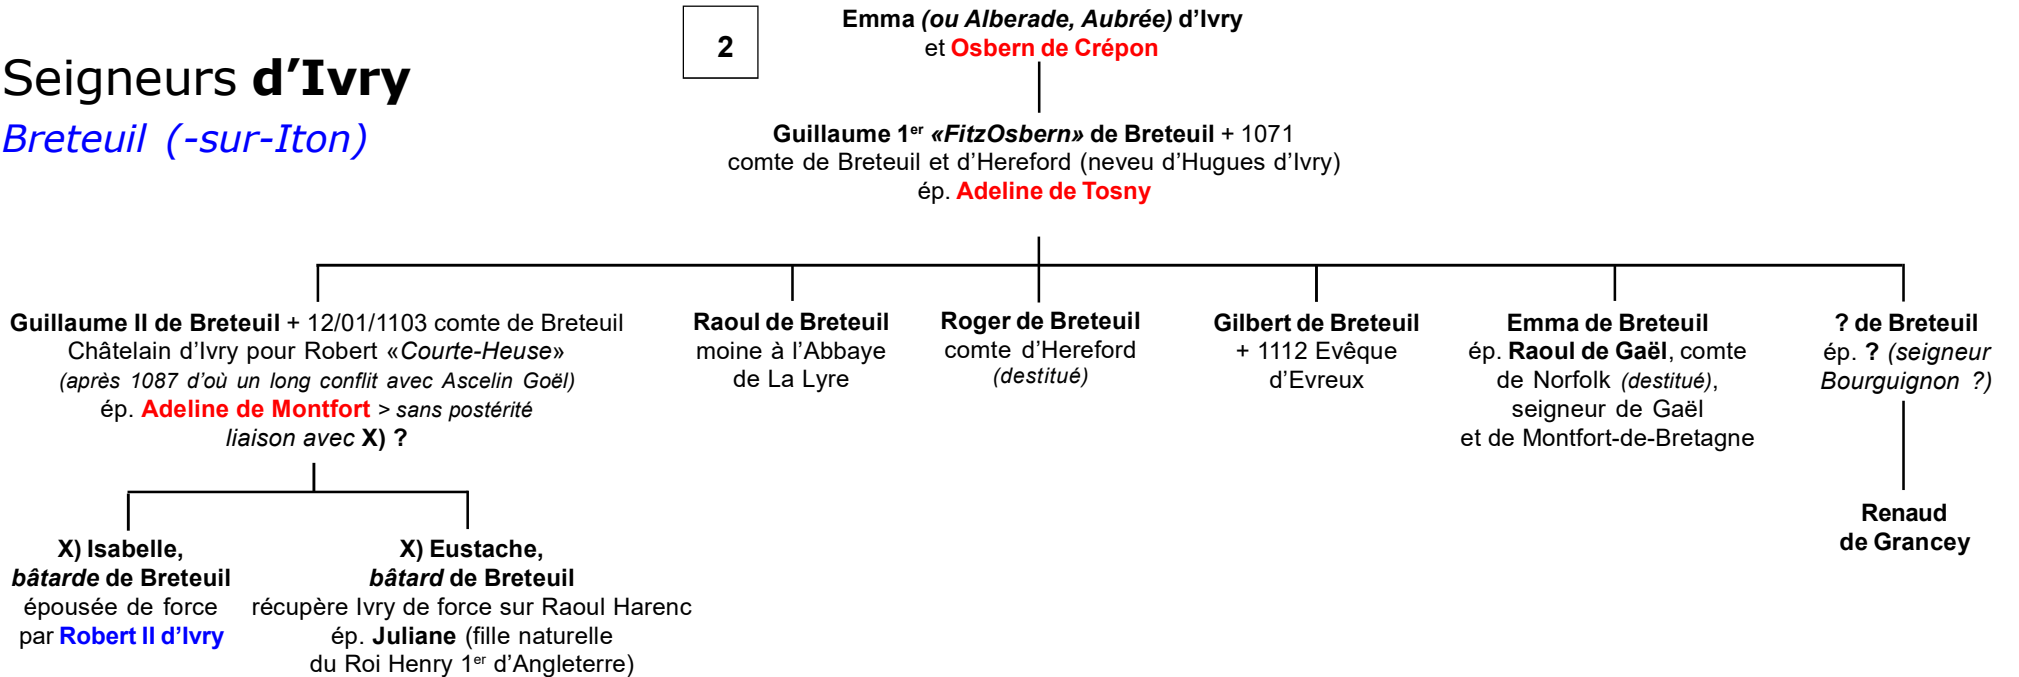 Seigneurs d’Ivry
Breteuil (-sur-Iton)
2
Emma (ou Alberade, Aubrée) d’Ivry
et Osbern de Crépon
Guillaume 1er «FitzOsbern» de Breteuil + 1071
comte de Breteuil et d’Hereford (neveu d’Hugues d’Ivry)
ép. Adeline de Tosny
Guillaume II de Breteuil + 12/01/1103 comte de Breteuil
Châtelain d’Ivry pour Robert «Courte-Heuse»
(après 1087 d’où un long conflit avec Ascelin Goël)
ép. Adeline de Montfort > sans postérité
liaison avec X) ?
Raoul de Breteuil
moine à l’Abbaye
de La Lyre
Roger de Breteuil
comte d’Hereford
(destitué)
Gilbert de Breteuil
+ 1112 Evêque
d’Evreux
Emma de Breteuil
ép. Raoul de Gaël, comte
de Norfolk (destitué),
seigneur de Gaël
et de Montfort-de-Bretagne
? de Breteuil
ép. ? (seigneur
Bourguignon ?)
X) Isabelle,
bâtarde de Breteuil
épousée de force
par Robert II d’Ivry
X) Eustache,
bâtard de Breteuil
récupère Ivry de force sur Raoul Harenc
ép. Juliane (fille naturelle
du Roi Henry 1er d’Angleterre)
Renaud
de Grancey